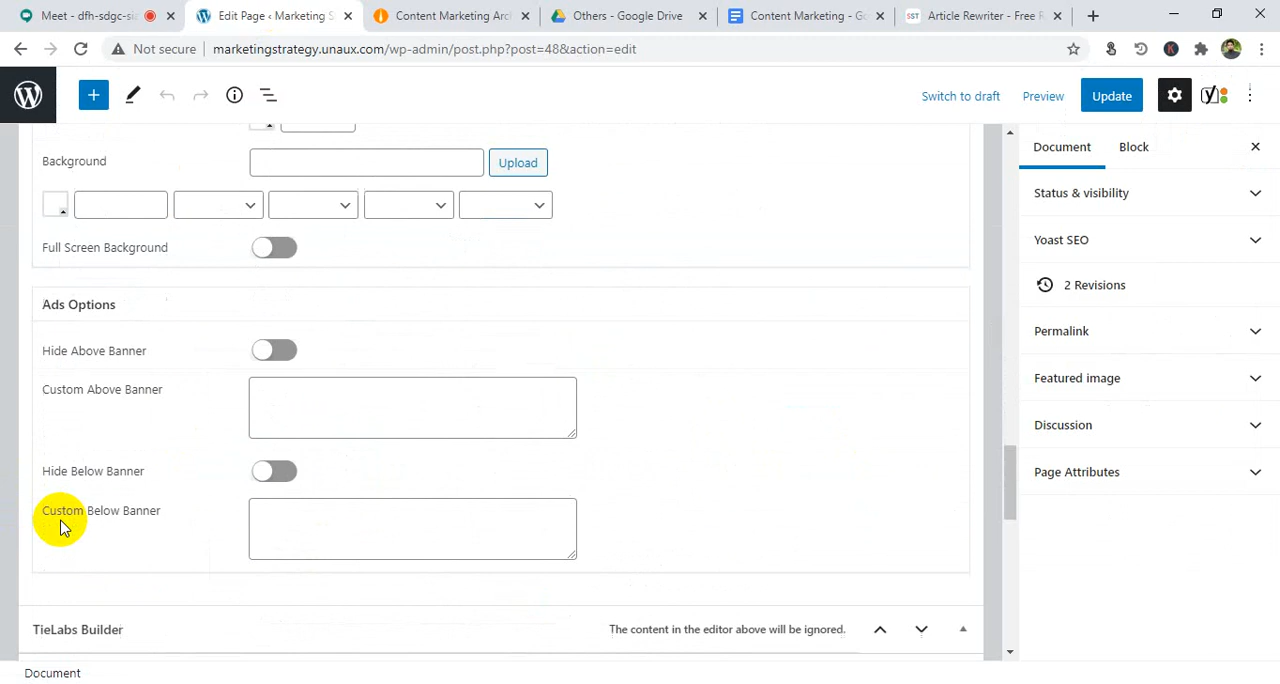 Meet - dfh-sdgc-si
Edit Page ‹ Marketing S
Content Marketing Arc
Others - Google Drive
Content Marketing - Go
Article Rewriter - Free R
Not secure
marketingstrategy.unaux.com/wp-admin/post.php?post=48&action=edit
Switch to draft
Preview
Update
Background
Upload
Full Screen Background
Ads Options
Hide Above Banner
Custom Above Banner
Hide Below Banner
Custom Below Banner
TieLabs Builder
The content in the editor above will be ignored.
Document
Document
Block
Status & visibility
Yoast SEO
2 Revisions
Permalink
Featured image
Discussion
Page Attributes